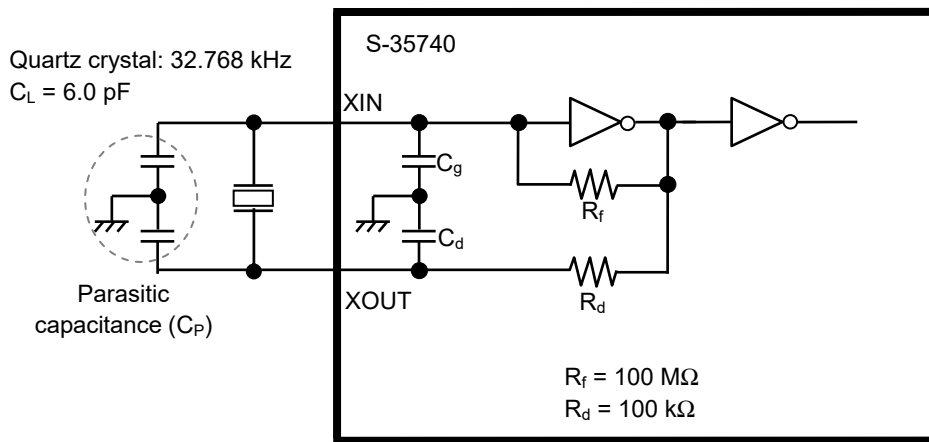 S-35740
Quartz crystal: 32.768 kHz
C_L = 6.0 pF
XIN
C_g
R_f
C_d
XOUT
R_d
Parasitic
capacitance (C_P)
R_f = 100 MΩ
R_d = 100 kΩ